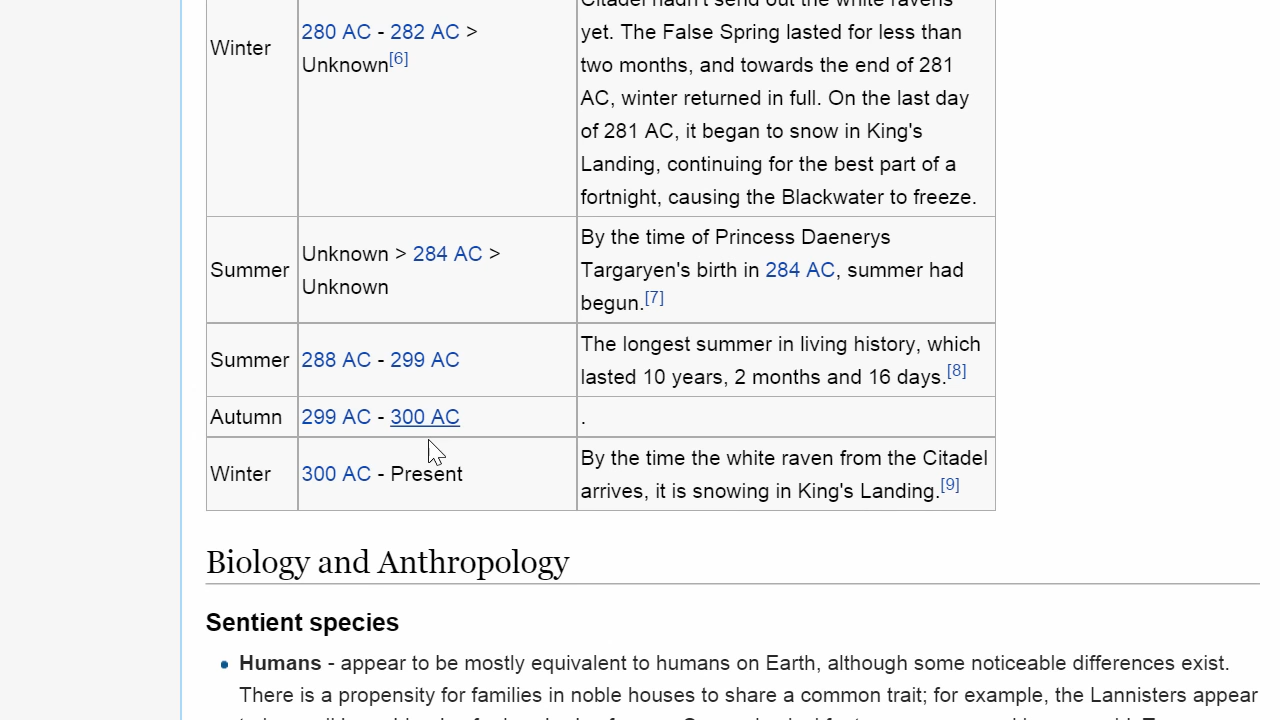 Citadel hadn't send out the white ravens
Winter
280 AC - 282 AC >
Unknown[6]
yet. The False Spring lasted for less than
two months, and towards the end of 281
AC, winter returned in full. On the last day
of 281 AC, it began to snow in King's
Landing, continuing for the best part of a
fortnight, causing the Blackwater to freeze.
Summer
Unknown > 284 AC >
Unknown
By the time of Princess Daenerys
Targaryen's birth in 284 AC, summer had
begun.[7]
Summer
288 AC - 299 AC
The longest summer in living history, which
lasted 10 years, 2 months and 16 days.[8]
Autumn
299 AC - 300 AC
.
Winter
300 AC - Present
By the time the white raven from the Citadel
arrives, it is snowing in King's Landing.[9]
Biology and Anthropology
Sentient species
• Humans - appear to be mostly equivalent to humans on Earth, although some noticeable differences exist.
There is a propensity for families in noble houses to share a common trait; for example, the Lannisters appear